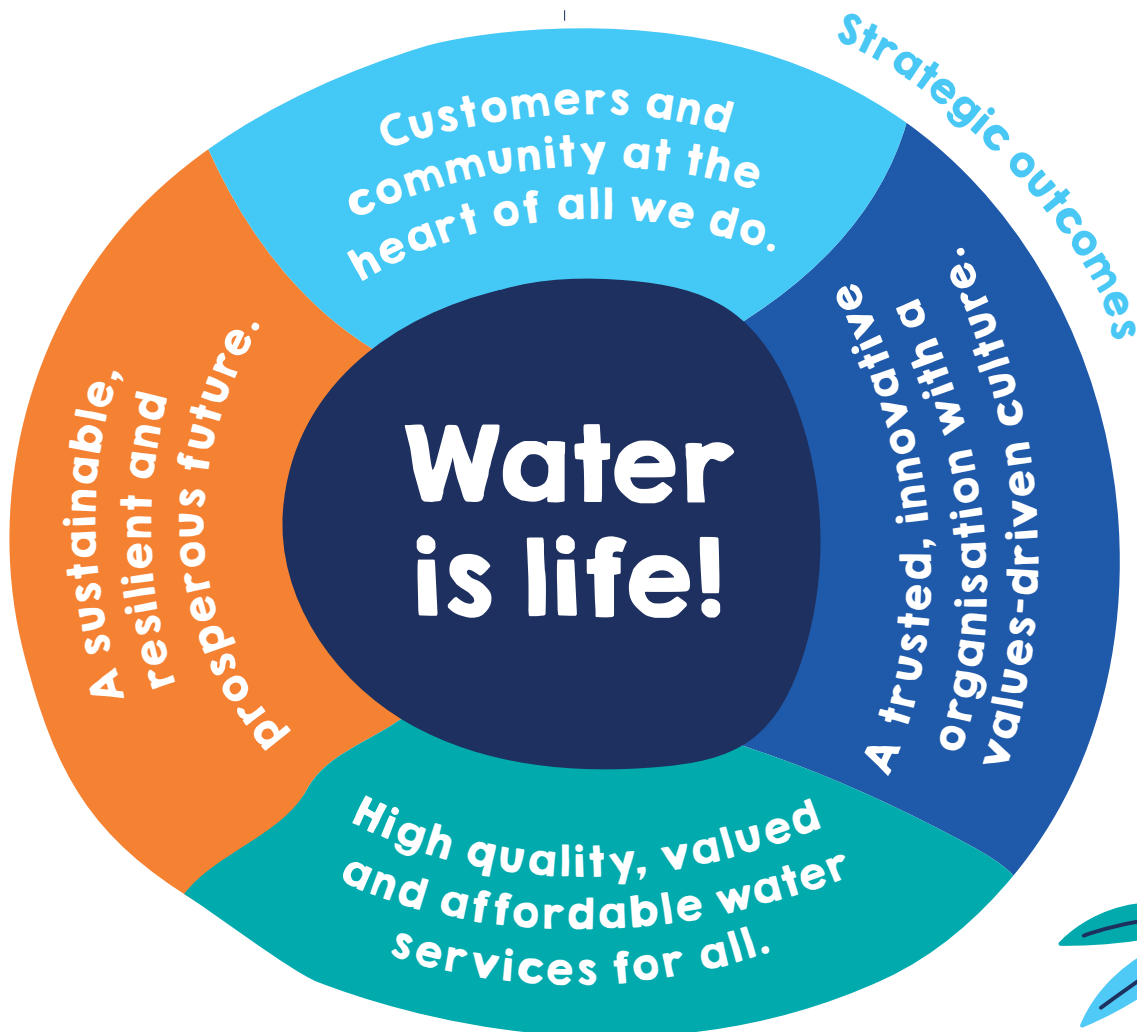 Strategic outcomes
Customers and
community at the
heart of all we do.
A trusted, innovative
organisation with a
values-driven culture.
High quality, valued
and affordable water
services for all.
A sustainable,
resilient and
prosperous future.
Water
is life!